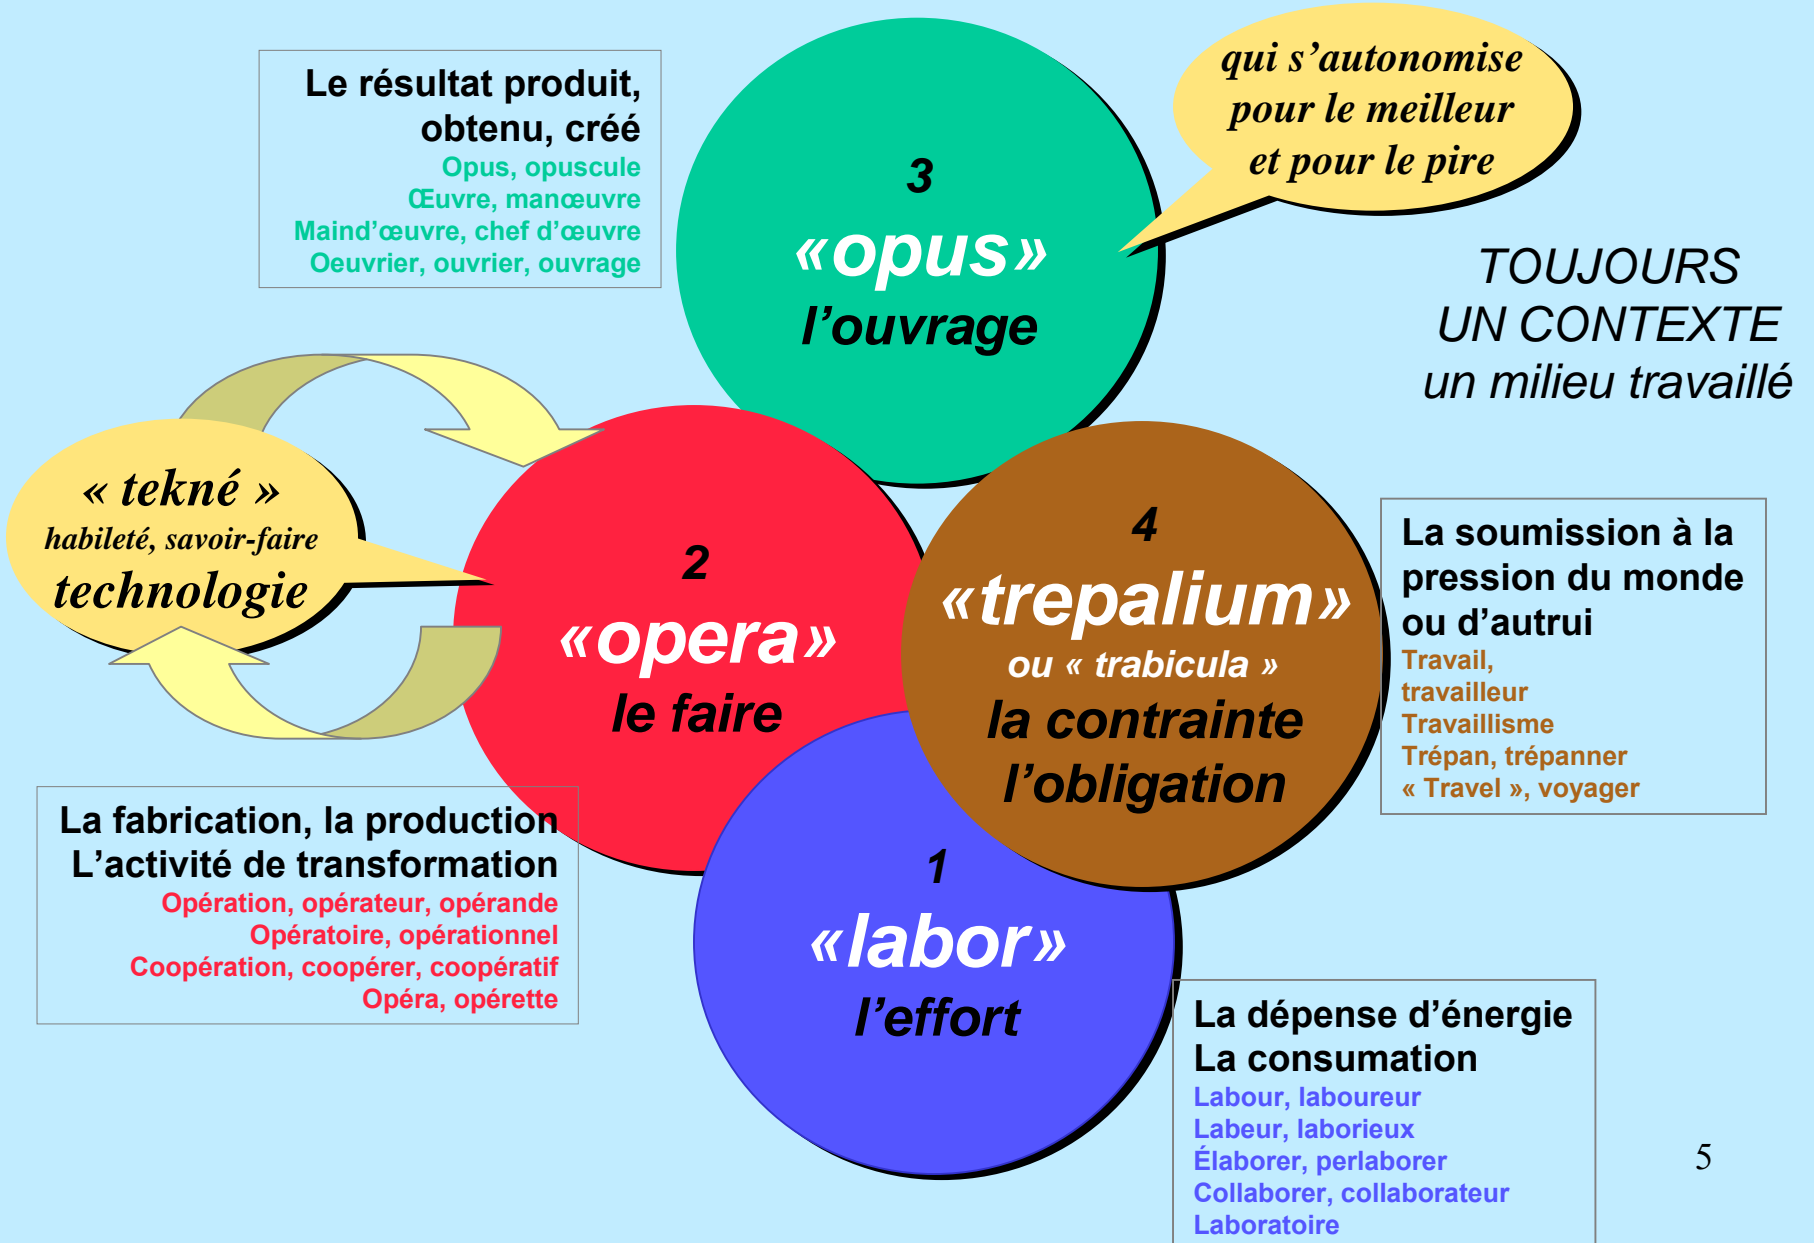 Le résultat produit,
obtenu, créé
Opus, opuscule
Œuvre, manœuvre
Maind’œuvre, chef d’œuvre
Oeuvrier, ouvrier, ouvrage
3
«opus»
l’ouvrage
qui s’autonomise
pour le meilleur
et pour le pire
TOUJOURS
UN CONTEXTE
un milieu travaillé
« tekné »
habileté, savoir-faire
technologie
2
«opera»
le faire
4
«trepalium»
ou « trabicula »
la contrainte
l’obligation
La soumission à la
pression du monde
ou d’autrui
Travail,
travailleur
Travaillisme
Trépan, trépanner
« Travel », voyager
La fabrication, la production
L’activité de transformation
Opération, opérateur, opérande
Opératoire, opérationnel
Coopération, coopérer, coopératif
Opéra, opérette
1
«labor»
l’effort
La dépense d’énergie
La consumation
Labour, laboureur
Labeur, laborieux
Élaborer, perlaborer
Collaborer, collaborateur
Laboratoire
5